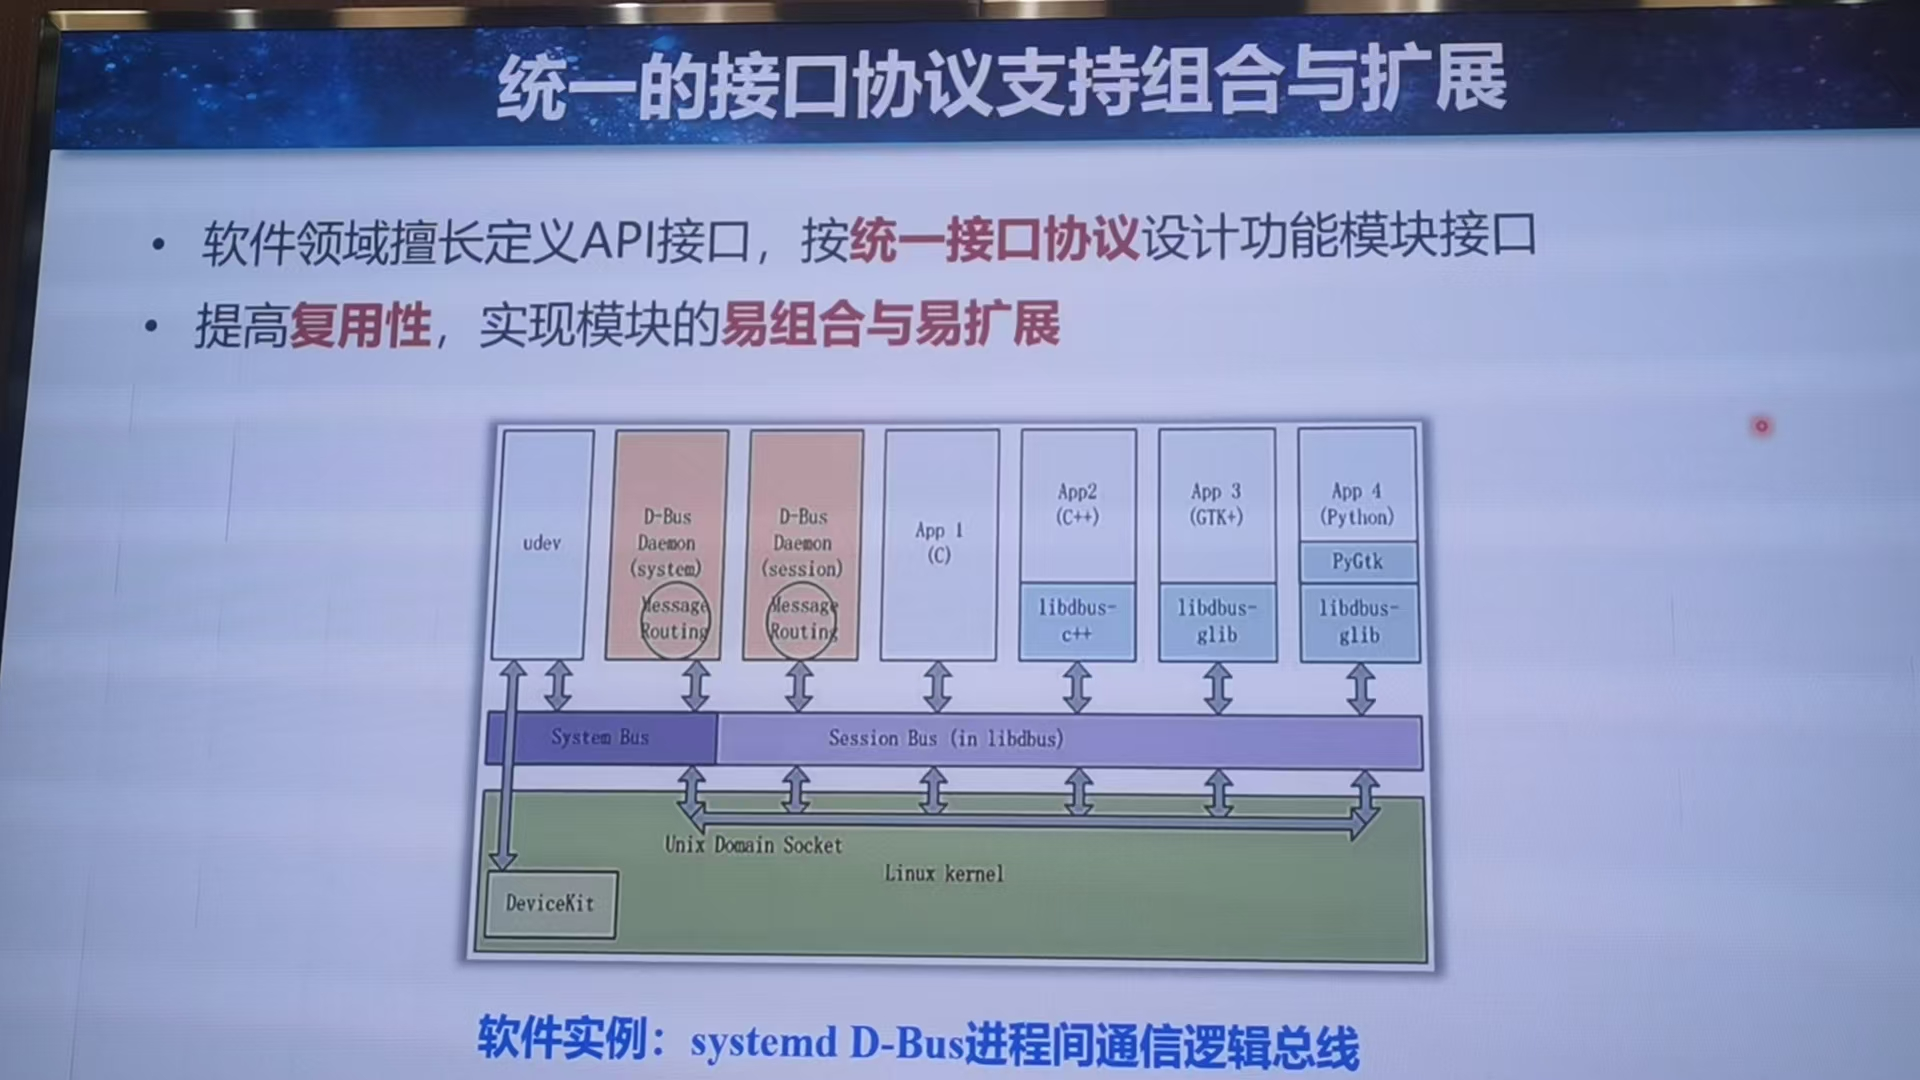 统一的接口协议支持组合与扩展
• 软件领域擅长定义API接口，按统一接口协议设计功能模块接口
• 提高复用性，实现模块的易组合与易扩展
udev
D-Bus
Daemon
(system)
Message
Routing
D-Bus
Daemon
(session)
Message
Routing
App 1
(C)
App2
(C++)
libdbus-
c++
App 3
(GTK+)
libdbus-
glib
App 4
(Python)
PyGtk
libdbus-
glib
System Bus
Session Bus (in libdbus)
Unix Domain Socket
Linux kernel
DeviceKit
软件实例：systemd D-Bus进程间通信逻辑总线